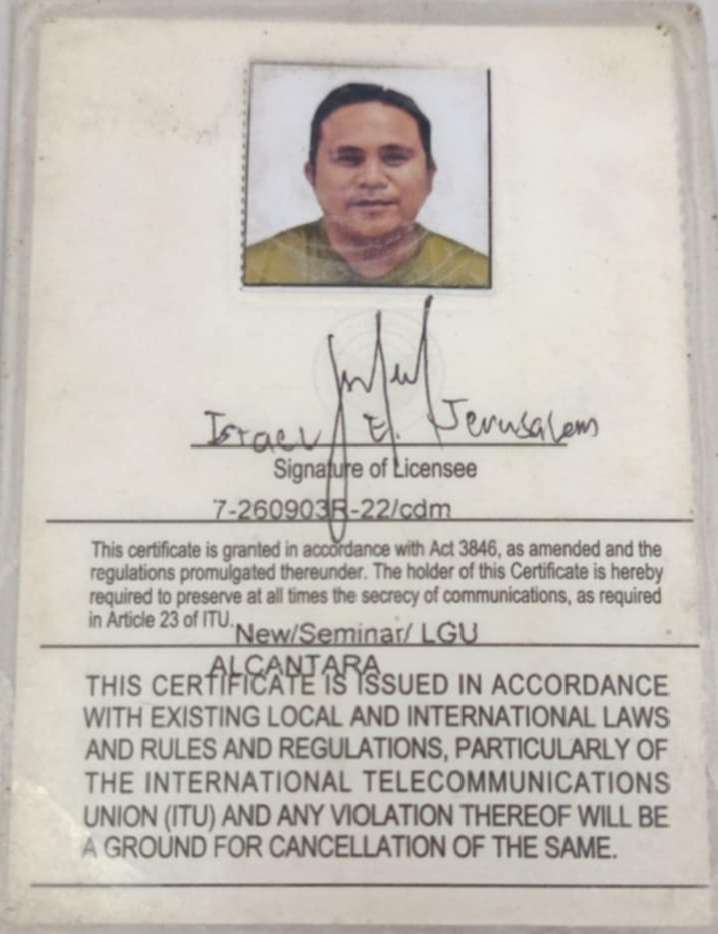 Israel E. Jerusalem
Signature of Licensee
7-260903R-22/cdm
This certificate is granted in accordance with Act 3846, as amended and the
regulations promulgated thereunder. The holder of this Certificate is hereby
required to preserve at all times the secrecy of communications, as required
in Article 23 of ITU.
New/Seminar/ LGU
ALCANTARA
THIS CERTIFICATE IS ISSUED IN ACCORDANCE
WITH EXISTING LOCAL AND INTERNATIONAL LAWS
AND RULES AND REGULATIONS, PARTICULARLY OF
THE INTERNATIONAL TELECOMMUNICATIONS
UNION (ITU) AND ANY VIOLATION THEREOF WILL BE
A GROUND FOR CANCELLATION OF THE SAME.